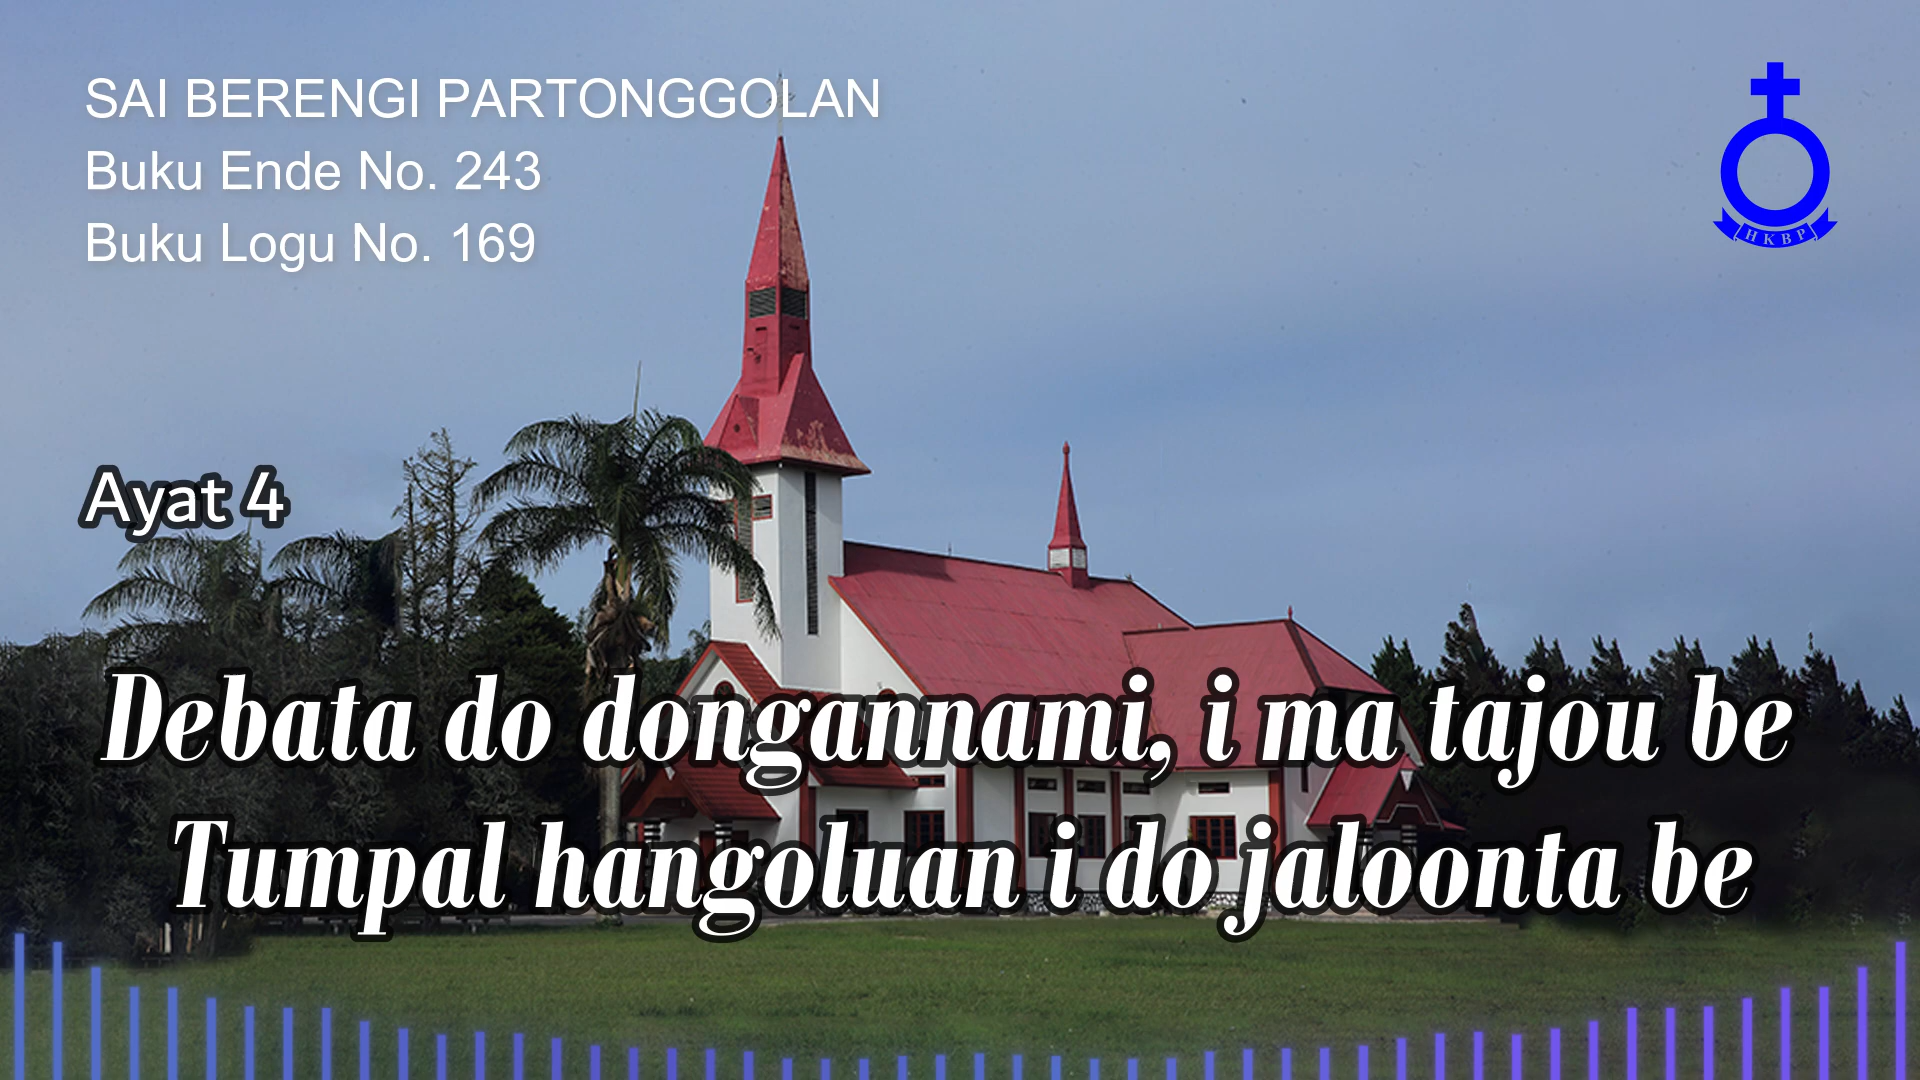 SAI BERENGI PARTONGGOLAN
Buku Ende No. 243
Buku Logu No. 169
HKBP
Ayat 4
Debata do dongannami, i ma tajou be
Tumpal hangoluan i do jaloonta be